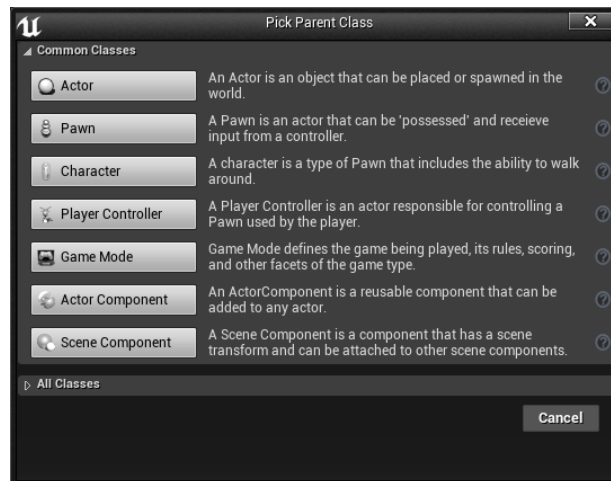 Pick Parent Class
Common Classes
Actor
An Actor is an object that can be placed or spawned in the
world.
Pawn
A Pawn is an actor that can be 'possessed' and receieve
input from a controller.
Character
A character is a type of Pawn that includes the ability to walk
around.
Player Controller
A Player Controller is an actor responsible for controlling a
Pawn used by the player.
Game Mode
Game Mode defines the game being played, its rules, scoring,
and other facets of the game type.
Actor Component
An ActorComponent is a reusable component that can be
added to any actor.
Scene Component
A Scene Component is a component that has a scene
transform and can be attached to other scene components.
All Classes
Cancel